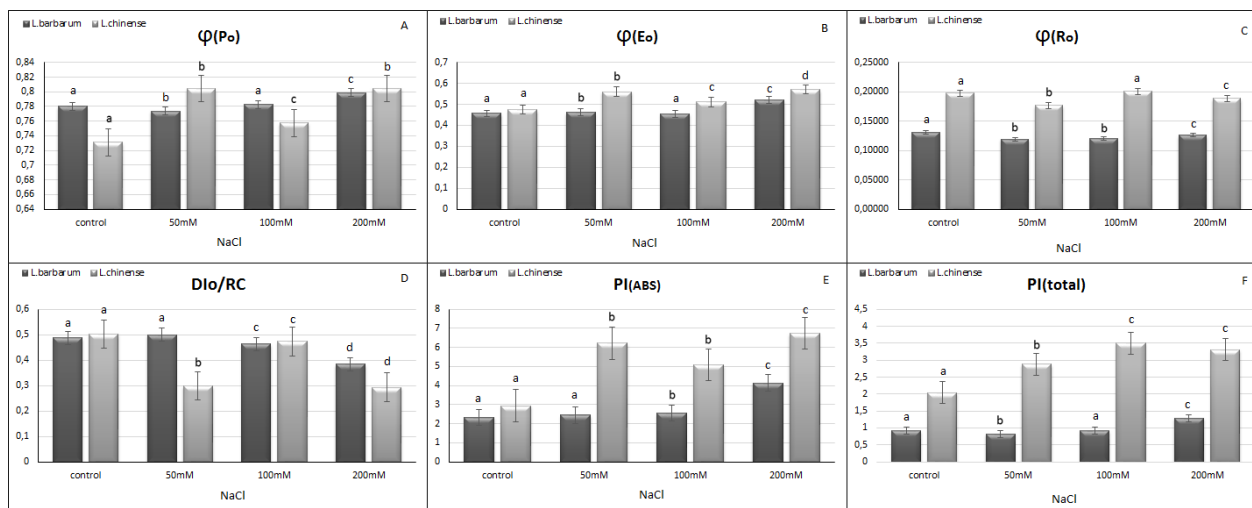 L.barbarum L.chinense A
φ(Po)
0,84
0,82
0,8
0,78
0,76
0,74
0,72
0,7
0,68
0,66
0,64
a a b b a c c b
control 50mM 100mM 200mM
NaCl
L.barbarum L.chinense B
φ(Eo)
0,7
0,6
0,5
0,4
0,3
0,2
0,1
0
a a b b a c c d
control 50mM 100mM 200mM
NaCl
L.barbarum L.chinense C
φ(Ro)
0,25000
0,20000
0,15000
0,10000
0,05000
0,00000
a a b b b a c c
control 50mM 100mM 200mM
NaCl
L.barbarum L.chinense D
DIo/RC
0,6
0,5
0,4
0,3
0,2
0,1
0
a a a b c c d d
control 50mM 100mM 200mM
NaCl
L.barbarum L.chinense E
PI(ABS)
8
7
6
5
4
3
2
1
0
a a a b b b c c
control 50mM 100mM 200mM
NaCl
L.barbarum L.chinense F
PI(total)
4,5
4
3,5
3
2,5
2
1,5
1
0,5
0
a a b b a c c c
control 50mM 100mM 200mM
NaCl